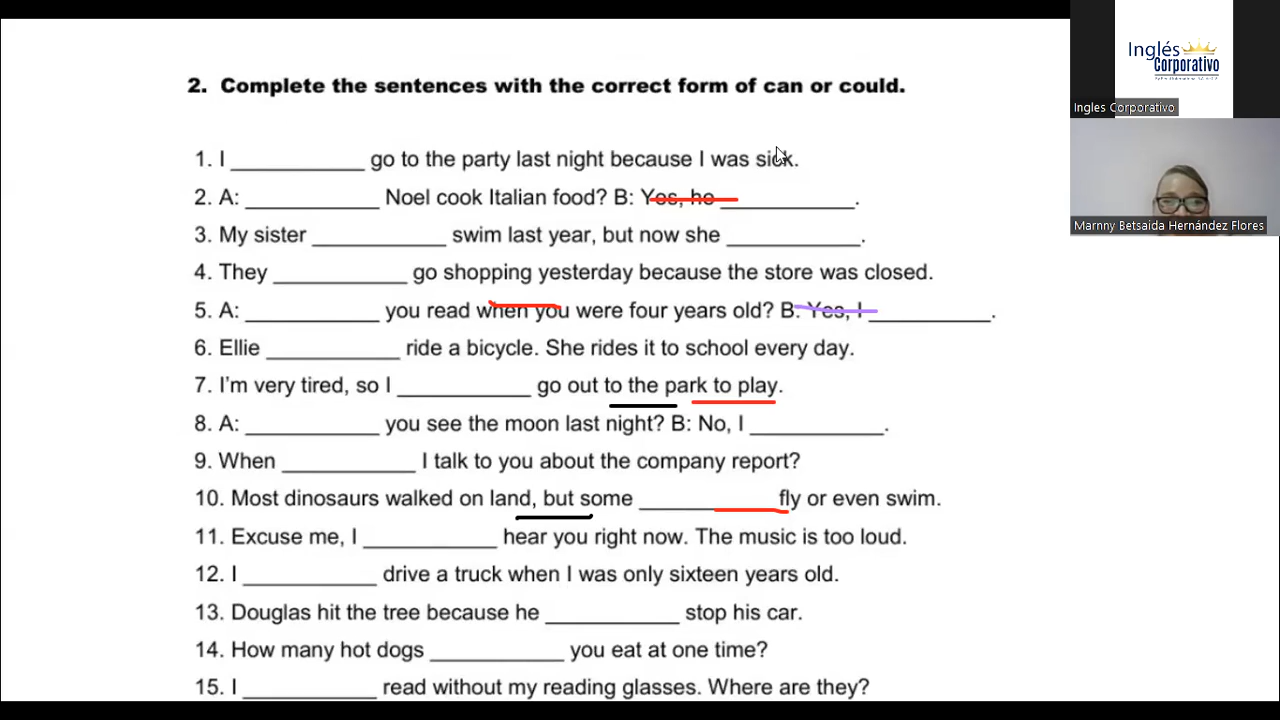 2. Complete the sentences with the correct form of can or could.
1. I ____________ go to the party last night because I was sick.
2. A: ____________ Noel cook Italian food? B: Yes, he ____________.
3. My sister ____________ swim last year, but now she ____________.
4. They ____________ go shopping yesterday because the store was closed.
5. A: ____________ you read when you were four years old? B: Yes, I ___________.
6. Ellie ____________ ride a bicycle. She rides it to school every day.
7. I’m very tired, so I ____________ go out to the park to play.
8. A: ____________ you see the moon last night? B: No, I ____________.
9. When ____________ I talk to you about the company report?
10. Most dinosaurs walked on land, but some ____________ fly or even swim.
11. Excuse me, I ____________ hear you right now. The music is too loud.
12. I ____________ drive a truck when I was only sixteen years old.
13. Douglas hit the tree because he ____________ stop his car.
14. How many hot dogs ____________ you eat at one time?
15. I ____________ read without my reading glasses. Where are they?
Inglés
Corporativo
Ingles Corporativo
Marnny Betsaida Hernández Flores